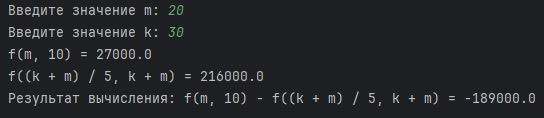 Введите значение m: 20
Введите значение k: 30
f(m, 10) = 27000.0
f((k + m) / 5, k + m) = 216000.0
Результат вычисления: f(m, 10) - f((k + m) / 5, k + m) = -189000.0